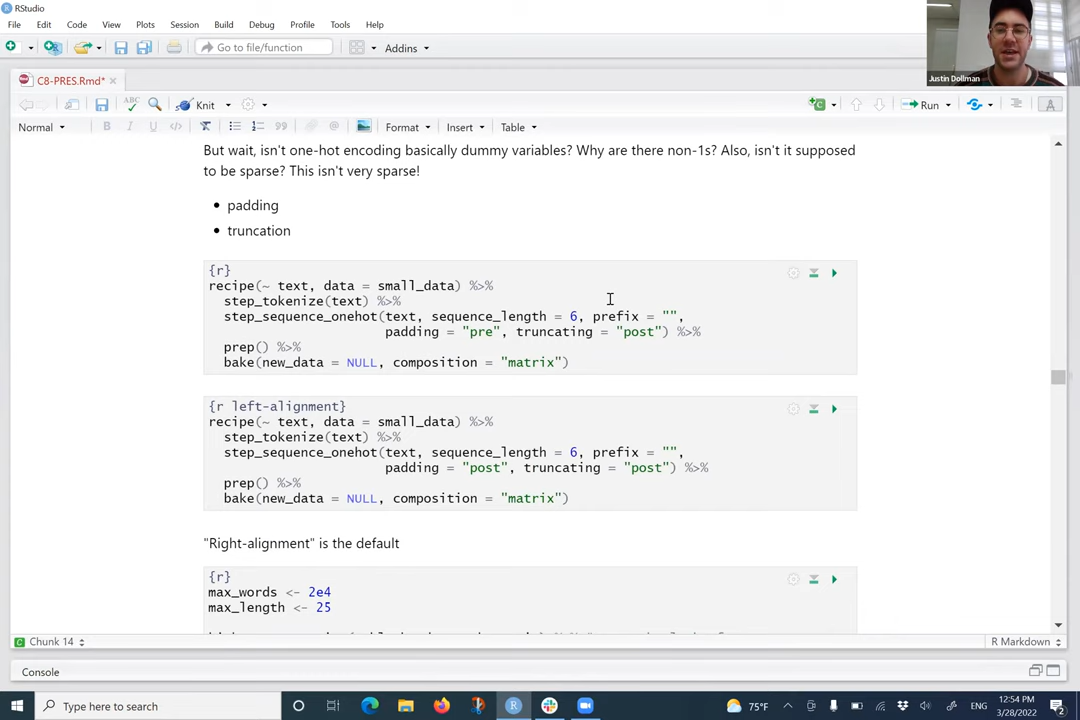 RStudio
File Edit Code View Plots Session Build Debug Profile Tools Help
Go to file/function Addins
Justin Dollman
C8-PRES.Rmd*
ABC Knit Run
Normal B I U Format Insert Table
But wait, isn't one-hot encoding basically dummy variables? Why are there non-1s? Also, isn't it supposed
to be sparse? This isn't very sparse!
padding
truncation
{r}
recipe(~ text, data = small_data) %>%
step_tokenize(text) %>%
step_sequence_onehot(text, sequence_length = 6, prefix = "",
padding = "pre", truncating = "post") %>%
prep() %>%
bake(new_data = NULL, composition = "matrix")
{r left-alignment}
recipe(~ text, data = small_data) %>%
step_tokenize(text) %>%
step_sequence_onehot(text, sequence_length = 6, prefix = "",
padding = "post", truncating = "post") %>%
prep() %>%
bake(new_data = NULL, composition = "matrix")
"Right-alignment" is the default
{r}
max_words <- 2e4
max_length <- 25
Chunk 14 R Markdown
Console
Type here to search
75°F ENG 12:54 PM
3/28/2022 2